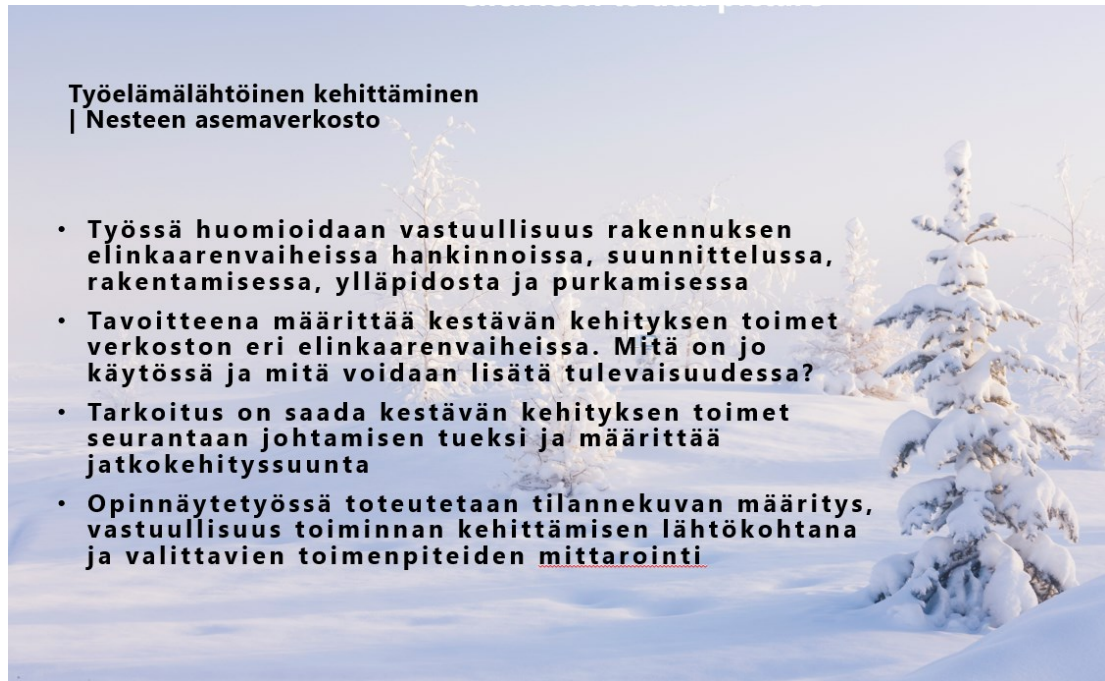 Työelämälähtöinen kehittäminen
| Nesteen asemaverkosto
• Työssä huomioidaan vastuullisuus rakennuksen
elinkaarenvaiheissa hankinnoissa, suunnittelussa,
rakentamisessa, ylläpidosta ja purkamisessa
• Tavoitteena määrittää kestävän kehityksen toimet
verkoston eri elinkaarenvaiheissa. Mitä on jo
käytössä ja mitä voidaan lisätä tulevaisuudessa?
• Tarkoitus on saada kestävän kehityksen toimet
seurantaan johtamisen tueksi ja määrittää
jatkokehityssuunta
• Opinnäytetyössä toteutetaan tilannekuvan määritys,
vastuullisuus toiminnan kehittämisen lähtökohtana
ja valittavien toimenpiteiden mittarointi